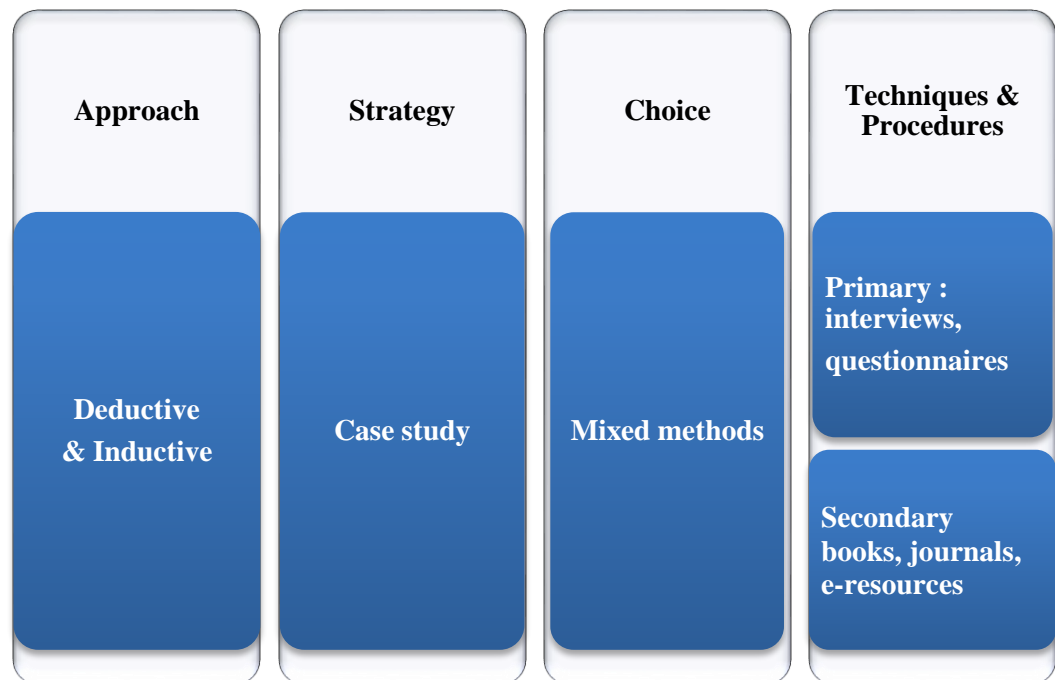 Approach
Deductive
& Inductive
Strategy
Case study
Choice
Mixed methods
Techniques &
Procedures
Primary :
interviews,
questionnaires
Secondary
books, journals,
e-resources